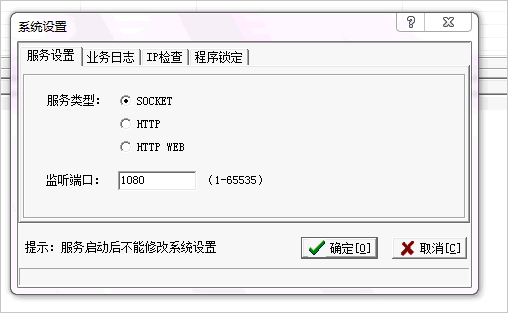 系统设置
服务设置 业务日志 IP检查 程序锁定
服务类型: SOCKET
HTTP
HTTP WEB
监听端口: 1080 (1-65535)
提示: 服务启动后不能修改系统设置 确定[O] 取消[C]